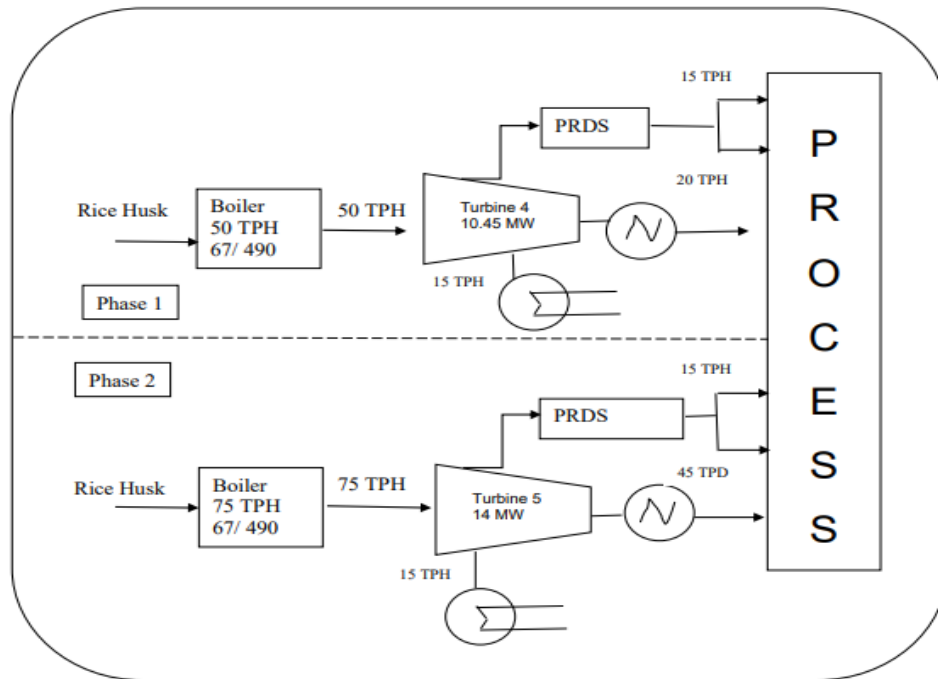 15 TPH
PRDS
20 TPH
Rice Husk
Boiler
50 TPH
67/ 490
50 TPH
Turbine 4
10.45 MW
15 TPH
Phase 1
P
R
O
C
E
S
S
Phase 2
15 TPH
PRDS
45 TPD
Rice Husk
Boiler
75 TPH
67/ 490
75 TPH
Turbine 5
14 MW
15 TPH